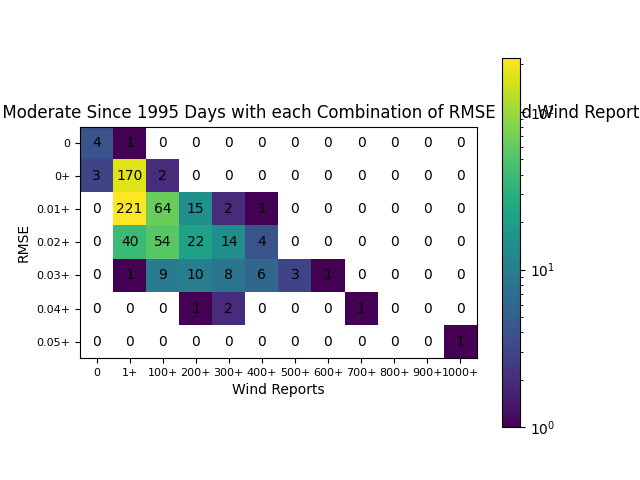 Moderate Since 1995 Days with each Combination of RMSE nd Wind Report
RMSE
0 4 1 0 0 0 0 0 0 0 0 0 0
0+ 3 170 2 0 0 0 0 0 0 0 0 0
0.01+ 0 221 64 15 2 1 0 0 0 0 0 0
0.02+ 0 40 54 22 14 4 0 0 0 0 0 0
0.03+ 0 1 9 10 8 6 3 1 0 0 0 0
0.04+ 0 0 0 1 2 0 0 0 1 0 0 0
0.05+ 0 0 0 0 0 0 0 0 0 0 0 1
0 1+ 100+ 200+ 300+ 400+ 500+ 600+ 700+ 800+ 900+ 1000+
Wind Reports
10²
10¹
10⁰